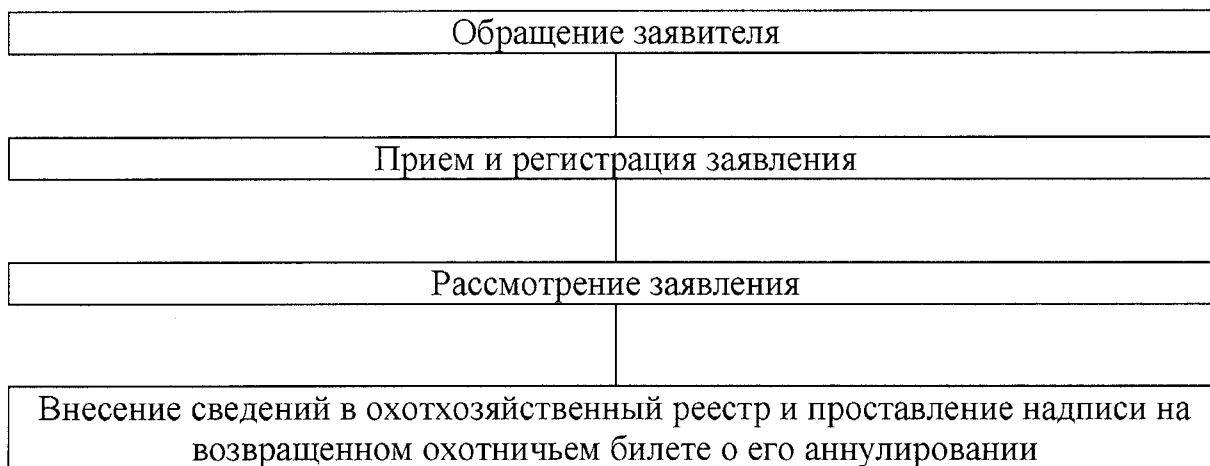 Обращение заявителя
Прием и регистрация заявления
Рассмотрение заявления
Внесение сведений в охотхозяйственный реестр и проставление надписи на
возвращенном охотничьем билете о его аннулировании